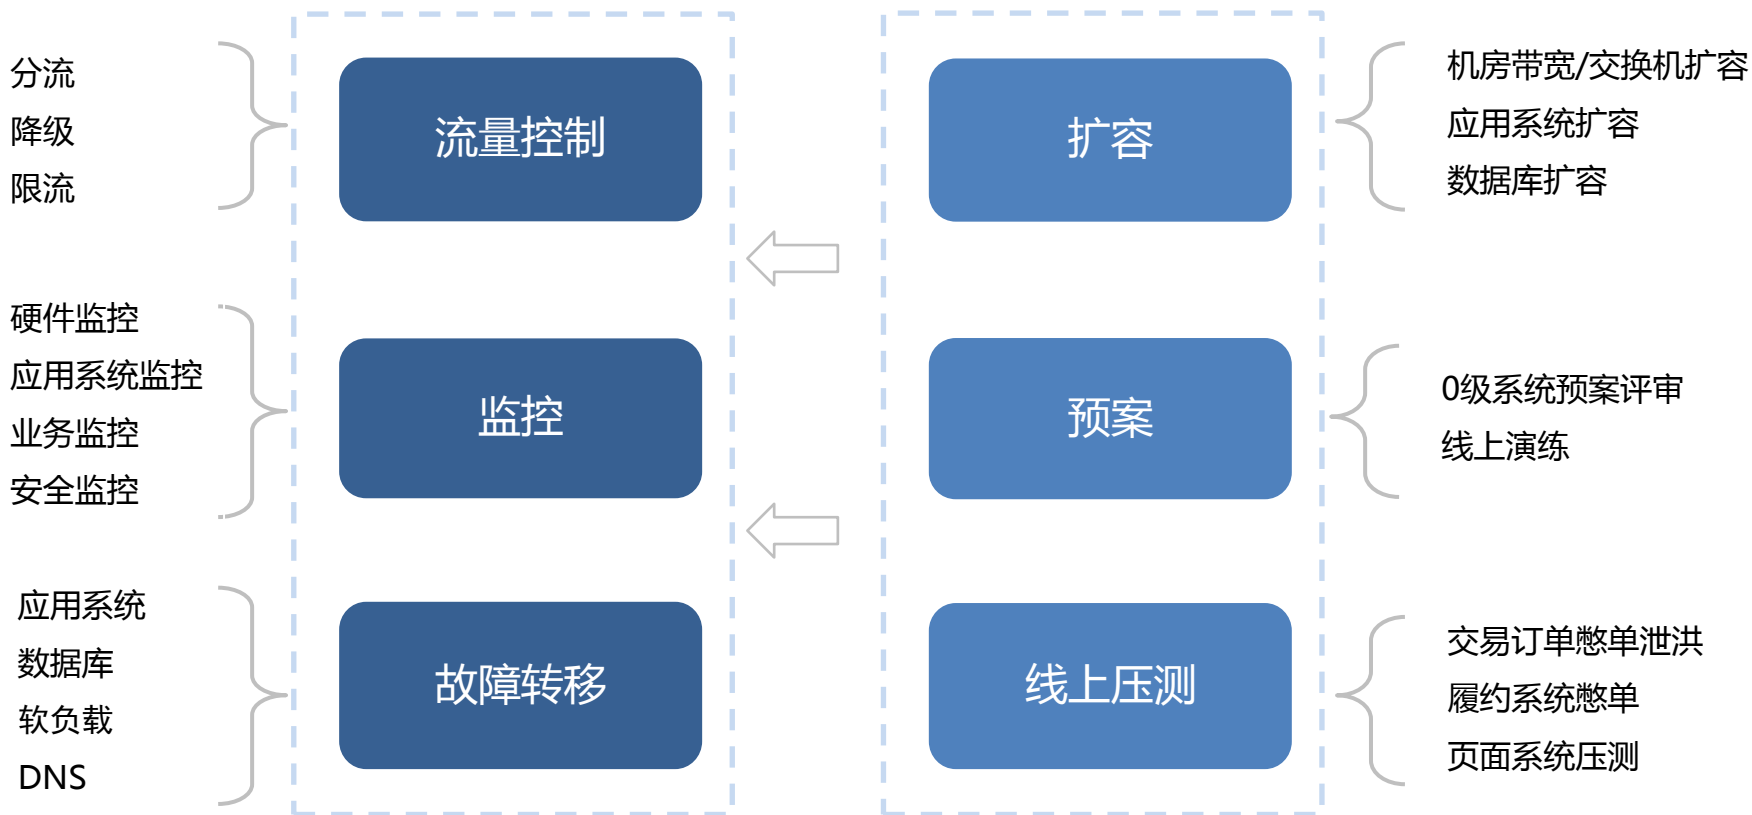 分流
降级
限流
流量控制
扩容
机房带宽/交换机扩容
应用系统扩容
数据库扩容
硬件监控
应用系统监控
业务监控
安全监控
监控
预案
0级系统预案评审
线上演练
应用系统
数据库
软负载
DNS
故障转移
线上压测
交易订单憋单泄洪
履约系统憋单
页面系统压测